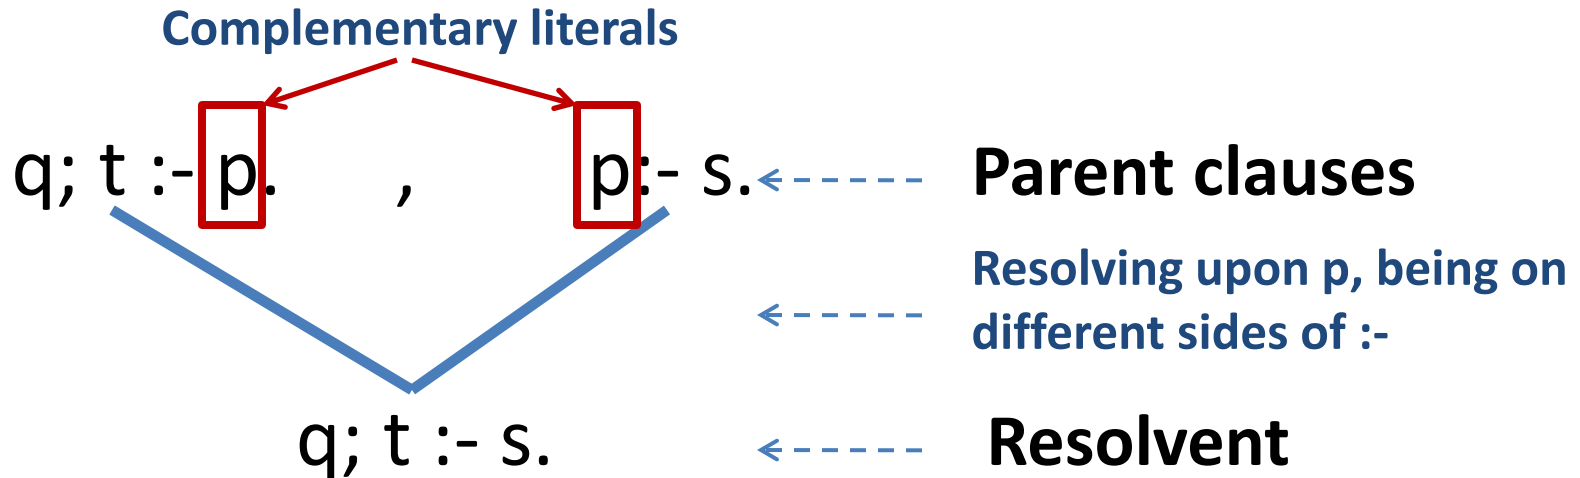 Complementary literals
q; t :- p. , p:- s. Parent clauses
Resolving upon p, being on
different sides of :-
q; t :- s. Resolvent